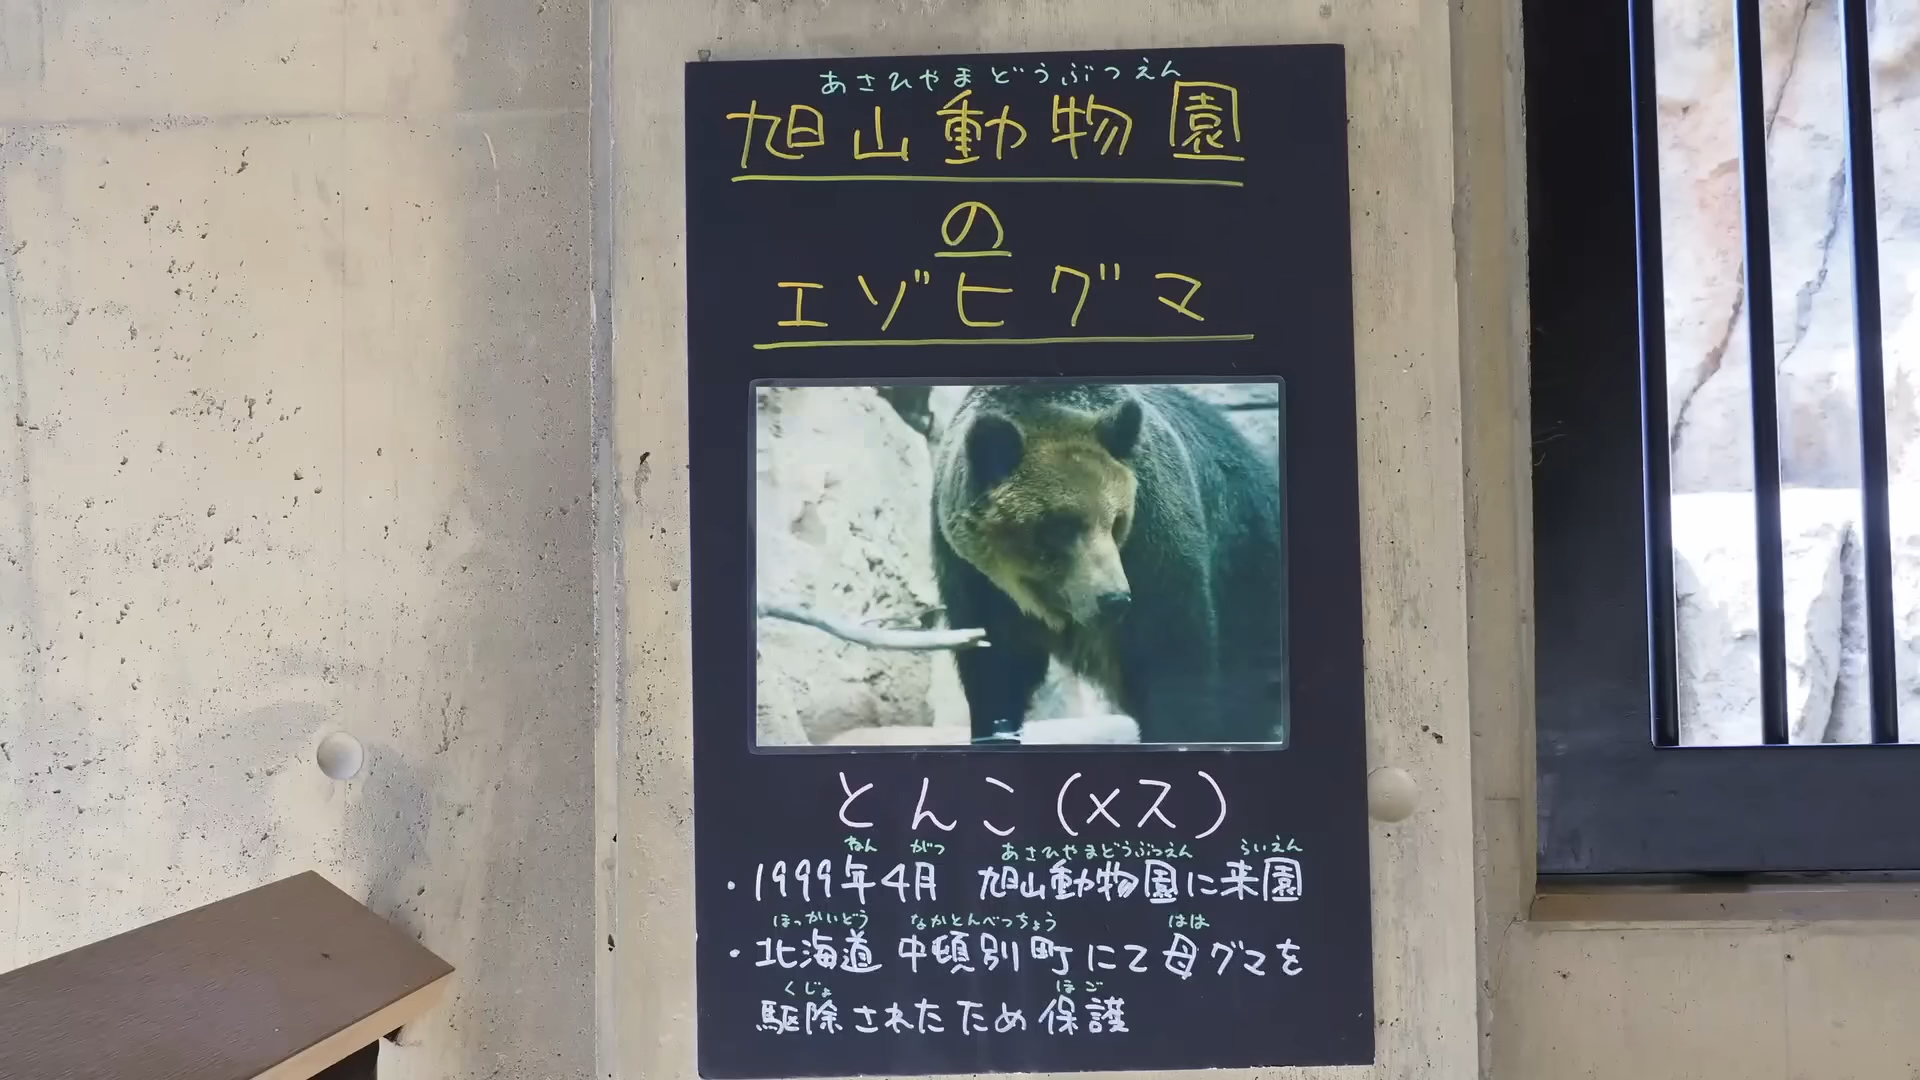 あさひやまどうぶつえん
旭山動物園
の
エゾヒグマ
とんこ(メス)
ねん がつ あさひやまどうぶつえん らいえん
・1999年4月 旭山動物園に来園
ほっかいどう なかとんべつちょう はは
・北海道 中頓別町にて母グマを
くじょ ほご
駆除されたため保護